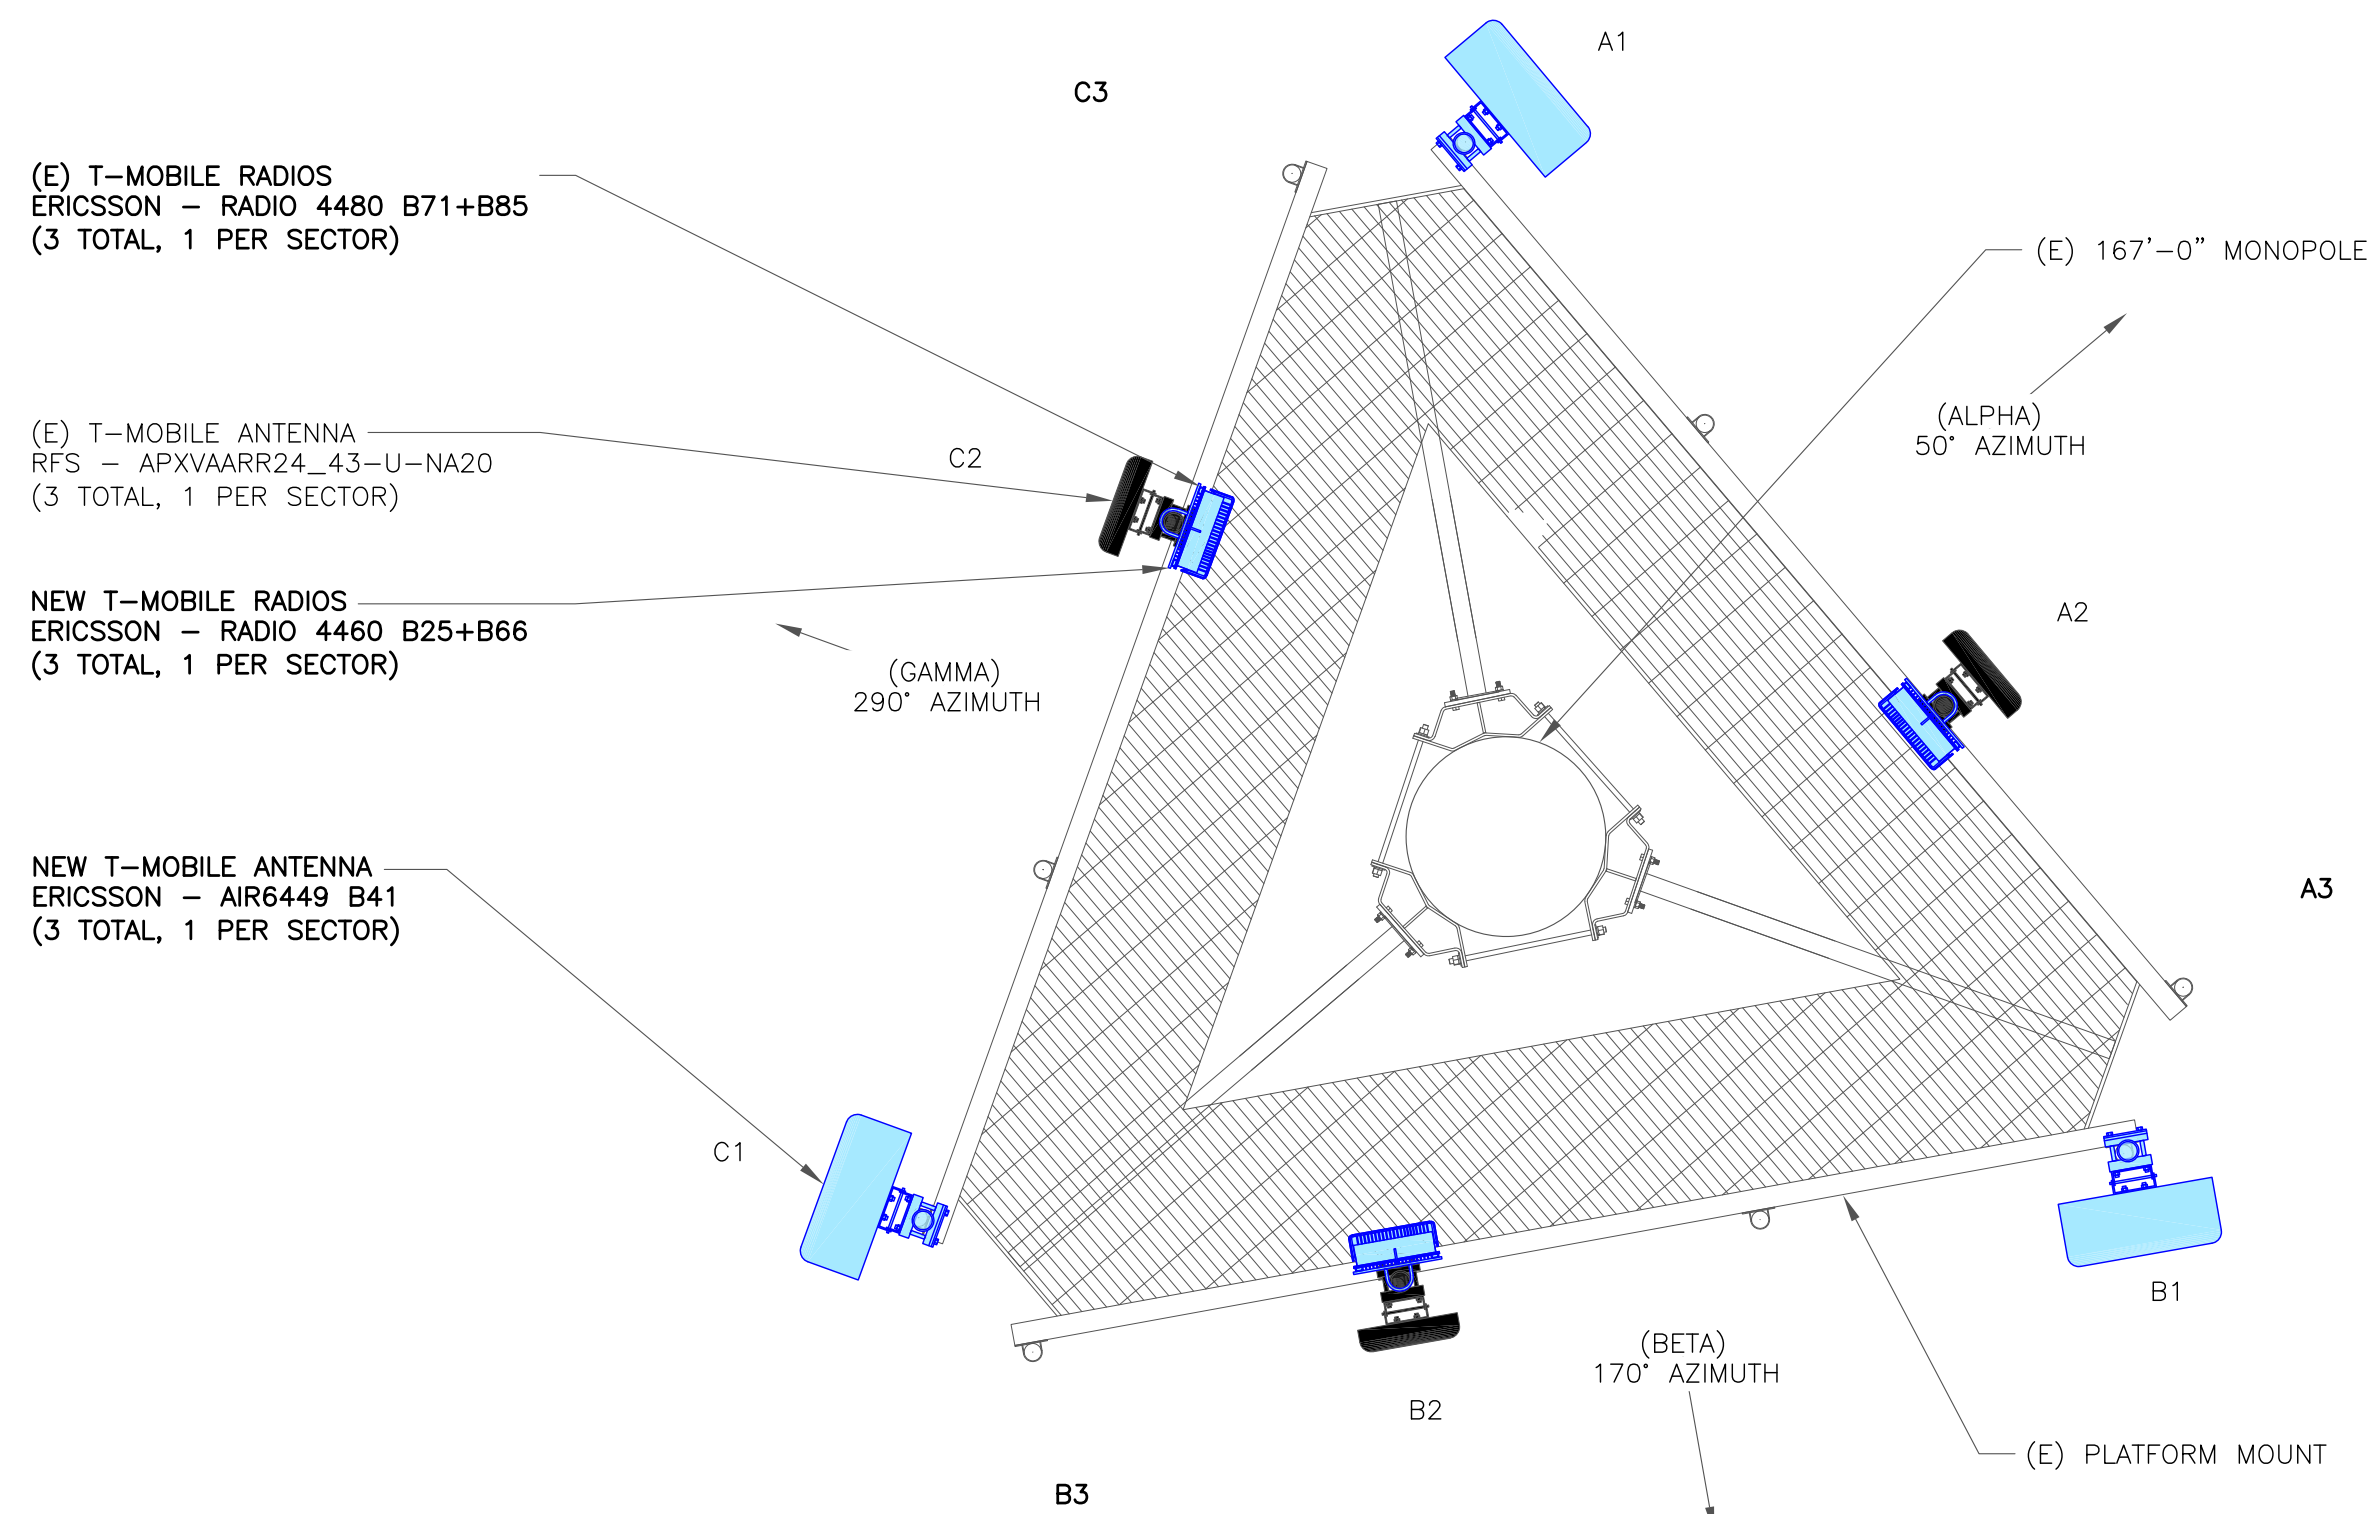 A1
C3
(E) T-MOBILE RADIOS
ERICSSON - RADIO 4480 B71+B85
(3 TOTAL, 1 PER SECTOR)
(E) 167'-0" MONOPOLE
(ALPHA)
50° AZIMUTH
(E) T-MOBILE ANTENNA
RFS - APXVAARR24_43-U-NA20
(3 TOTAL, 1 PER SECTOR)
C2
NEW T-MOBILE RADIOS
ERICSSON - RADIO 4460 B25+B66
(3 TOTAL, 1 PER SECTOR)
A2
(GAMMA)
290° AZIMUTH
NEW T-MOBILE ANTENNA
ERICSSON - AIR6449 B41
(3 TOTAL, 1 PER SECTOR)
A3
C1
B1
(BETA)
170° AZIMUTH
B2
(E) PLATFORM MOUNT
B3